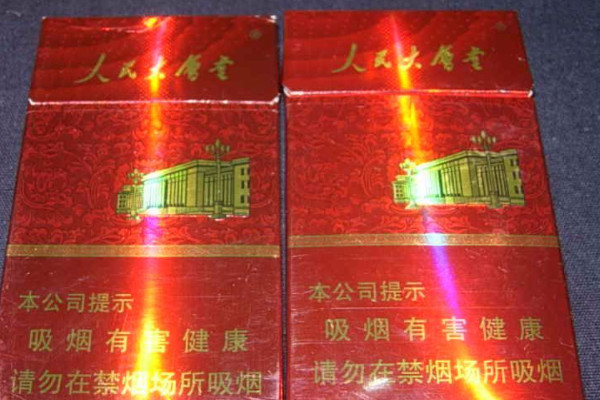 人民大會堂
本公司提示
吸烟有害健康
请勿在禁烟场所吸烟
人民大會堂
本公司提示
吸烟有害健康
请勿在禁烟场所吸烟